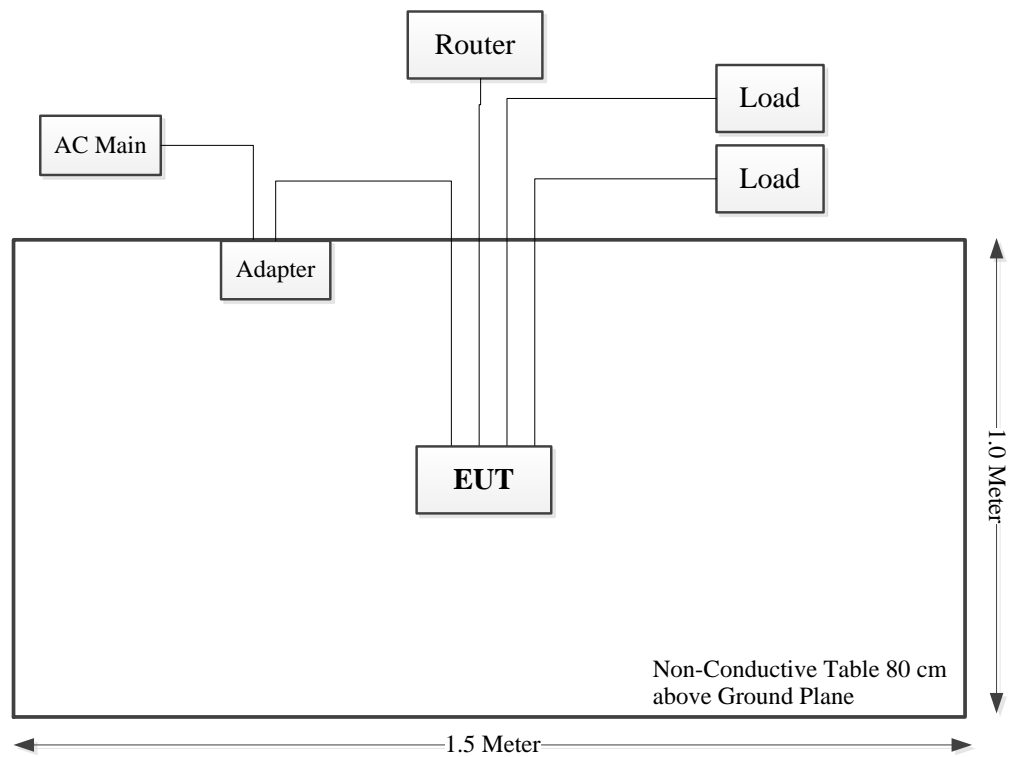 Router
Load
AC Main
Load
Adapter
EUT
1.0 Meter
Non-Conductive Table 80 cm
above Ground Plane
1.5 Meter